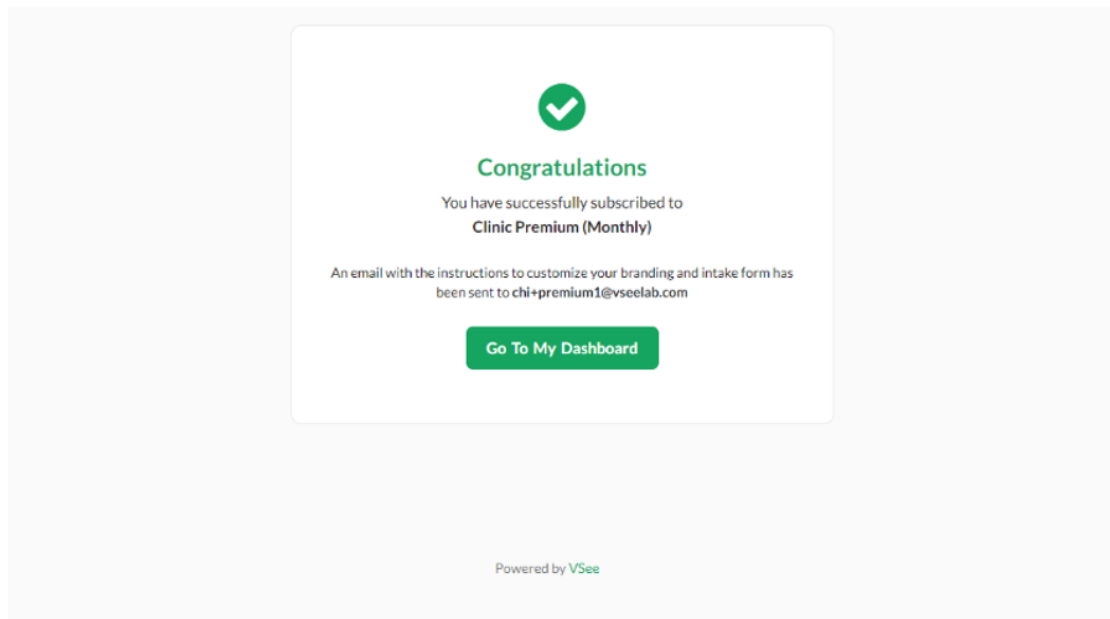 Congratulations
You have successfully subscribed to
Clinic Premium (Monthly)
An email with the instructions to customize your branding and intake form has
been sent to chi+premium1@vseelab.com
Go To My Dashboard
Powered by VSee